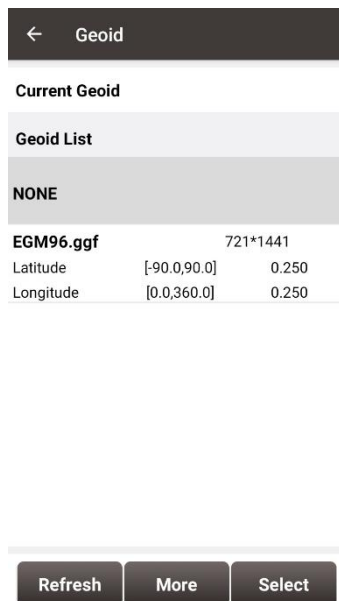 ← Geoid
Current Geoid
Geoid List
NONE
EGM96.ggf 721*1441
Latitude [-90.0,90.0] 0.250
Longitude [0.0,360.0] 0.250
Refresh More Select